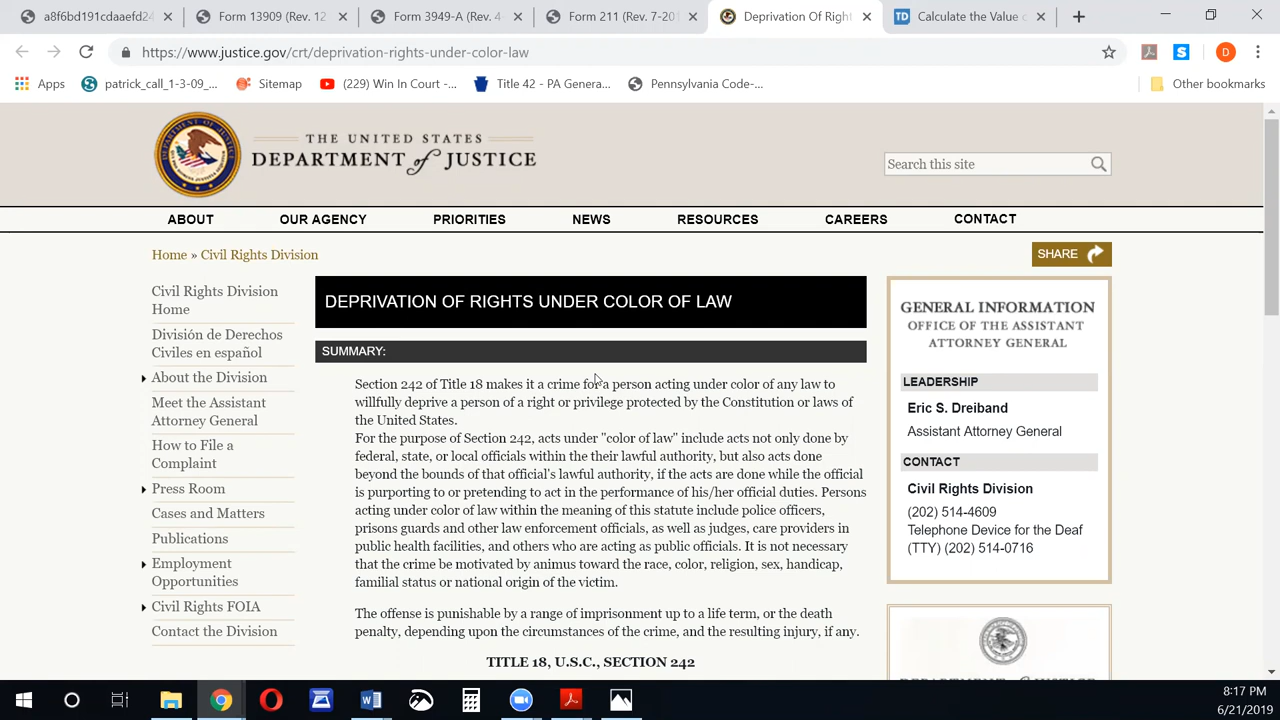 a8f6bd191cdaaefd24
Form 13909 (Rev. 12
Form 3949-A (Rev. 4
Form 211 (Rev. 7-201
Deprivation Of Rights
Calculate the Value o
https://www.justice.gov/crt/deprivation-rights-under-color-law
D
Apps
patrick_call_1-3-09_...
Sitemap
(229) Win In Court -...
Title 42 - PA Genera...
Pennsylvania Code-...
Other bookmarks
THE UNITED STATES
DEPARTMENT of JUSTICE
Search this site
ABOUT
OUR AGENCY
PRIORITIES
NEWS
RESOURCES
CAREERS
CONTACT
Home » Civil Rights Division
SHARE
Civil Rights Division
Home
División de Derechos
Civiles en español
About the Division
Meet the Assistant
Attorney General
How to File a
Complaint
Press Room
Cases and Matters
Publications
Employment
Opportunities
Civil Rights FOIA
Contact the Division
DEPRIVATION OF RIGHTS UNDER COLOR OF LAW
SUMMARY:
Section 242 of Title 18 makes it a crime for a person acting under color of any law to
willfully deprive a person of a right or privilege protected by the Constitution or laws of
the United States.
For the purpose of Section 242, acts under "color of law" include acts not only done by
federal, state, or local officials within the their lawful authority, but also acts done
beyond the bounds of that official's lawful authority, if the acts are done while the official
is purporting to or pretending to act in the performance of his/her official duties. Persons
acting under color of law within the meaning of this statute include police officers,
prisons guards and other law enforcement officials, as well as judges, care providers in
public health facilities, and others who are acting as public officials. It is not necessary
that the crime be motivated by animus toward the race, color, religion, sex, handicap,
familial status or national origin of the victim.
The offense is punishable by a range of imprisonment up to a life term, or the death
penalty, depending upon the circumstances of the crime, and the resulting injury, if any.
TITLE 18, U.S.C., SECTION 242
GENERAL INFORMATION
OFFICE OF THE ASSISTANT
ATTORNEY GENERAL
LEADERSHIP
Eric S. Dreiband
Assistant Attorney General
CONTACT
Civil Rights Division
(202) 514-4609
Telephone Device for the Deaf
(TTY) (202) 514-0716
8:17 PM
6/21/2019